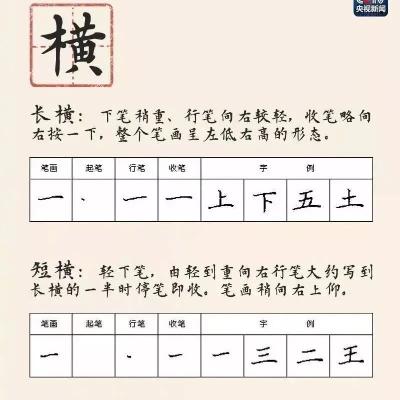 央视新闻
横
长横：下笔稍重、行笔向右较轻，收笔略向
右按一下，整个笔画呈左低右高的形态。
笔画 起笔 行笔 收笔 字 例
一 一 一 上 下 五 土
短横：轻下笔，由轻到重向右行笔大约写到
长横的一半时停笔即收。笔画稍向右上仰。
笔画 起笔 行笔 收笔 字 例
一 一 一 三 二 王